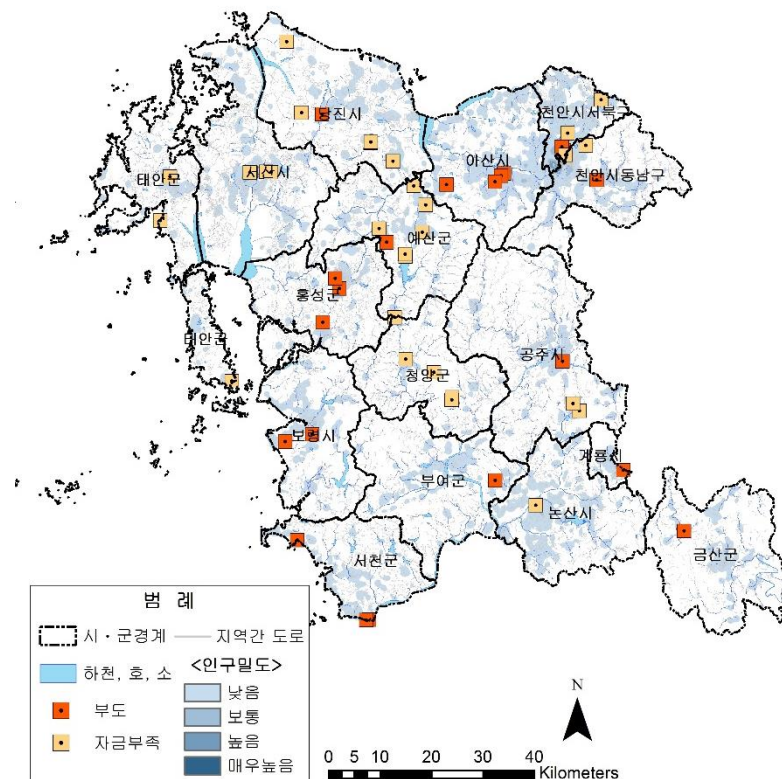 당진시
천안시서북구
아산시
태안군
서산시
천안시동남구
예산군
홍성군
태안군
공주시
청양군
보령시
계룡시
부여군
논산시
금산군
서천군
범 례
시・군경계
지역간 도로
하천, 호, 소
<인구밀도>
낮음
부도
보통
높음
자금부족
매우높음
N
0 5 10 20 30 40
Kilometers